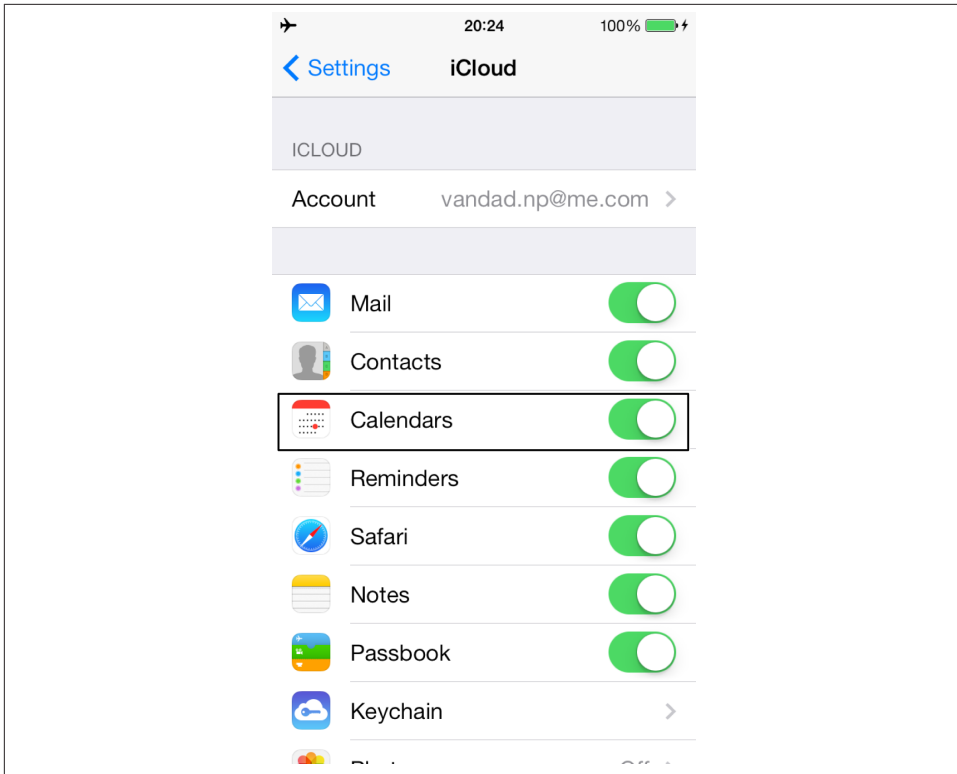 20:24 100%
Settings iCloud
ICLOUD
Account vandad.np@me.com
Mail
Contacts
Calendars
Reminders
Safari
Notes
Passbook
Keychain